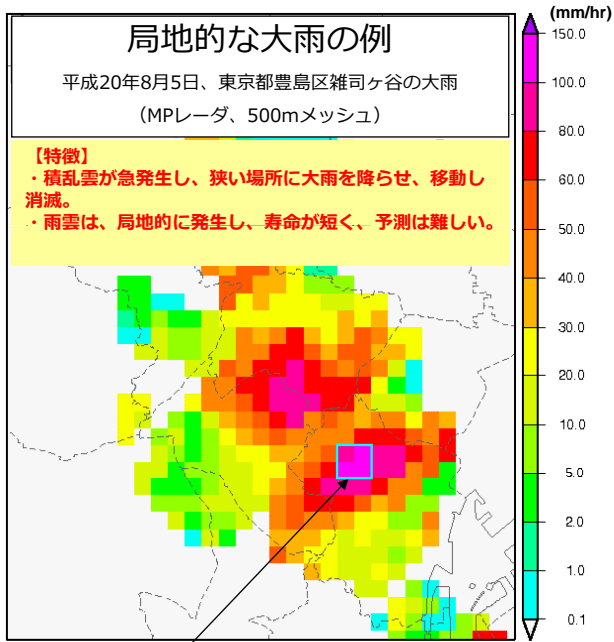 局地的な大雨の例
平成20年8月5日、東京都豊島区雑司ヶ谷の大雨
（MPレーダ、500mメッシュ）
【特徴】
・積乱雲が急発生し、狭い場所に大雨を降らせ、移動し
消滅。
・雨雲は、局地的に発生し、寿命が短く、予測は難しい。
(mm/hr)
150.0
100.0
80.0
60.0
50.0
40.0
30.0
20.0
10.0
5.0
2.0
1.0
0.1